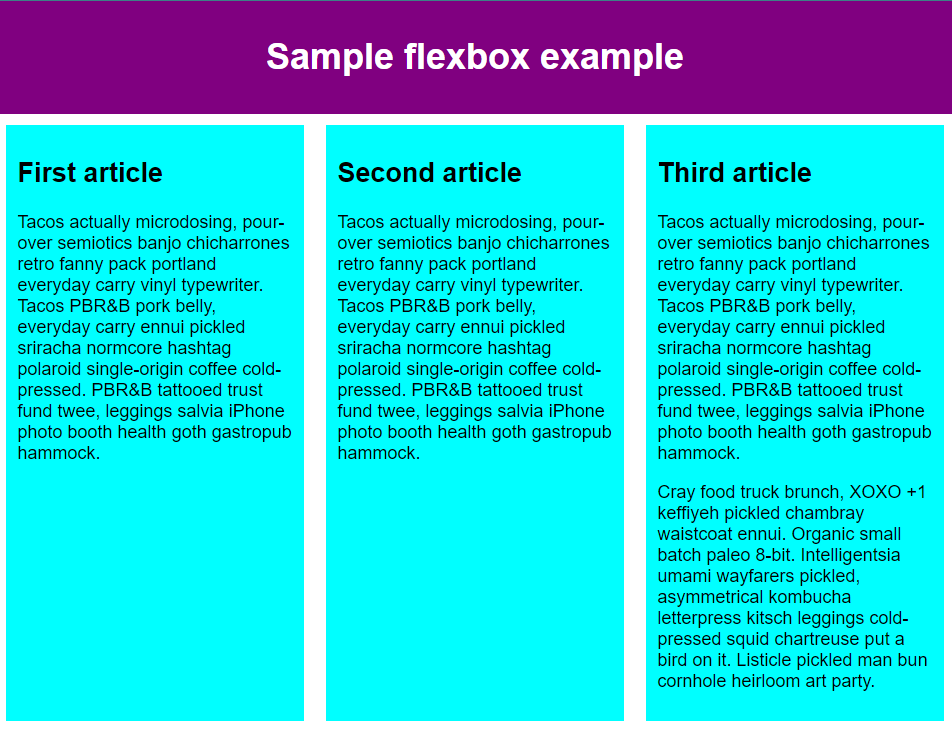 Sample flexbox example
First article
Tacos actually microdosing, pour-
over semiotics banjo chicharrones
retro fanny pack portland
everyday carry vinyl typewriter.
Tacos PBR&B pork belly,
everyday carry ennui pickled
sriracha normcore hashtag
polaroid single-origin coffee cold-
pressed. PBR&B tattooed trust
fund twee, leggings salvia iPhone
photo booth health goth gastropub
hammock.
Second article
Tacos actually microdosing, pour-
over semiotics banjo chicharrones
retro fanny pack portland
everyday carry vinyl typewriter.
Tacos PBR&B pork belly,
everyday carry ennui pickled
sriracha normcore hashtag
polaroid single-origin coffee cold-
pressed. PBR&B tattooed trust
fund twee, leggings salvia iPhone
photo booth health goth gastropub
hammock.
Third article
Tacos actually microdosing, pour-
over semiotics banjo chicharrones
retro fanny pack portland
everyday carry vinyl typewriter.
Tacos PBR&B pork belly,
everyday carry ennui pickled
sriracha normcore hashtag
polaroid single-origin coffee cold-
pressed. PBR&B tattooed trust
fund twee, leggings salvia iPhone
photo booth health goth gastropub
hammock.
Cray food truck brunch, XOXO +1
keffiyeh pickled chambray
waistcoat ennui. Organic small
batch paleo 8-bit. Intelligentsia
umami wayfarers pickled,
asymmetrical kombucha
letterpress kitsch leggings cold-
pressed squid chartreuse put a
bird on it. Listicle pickled man bun
cornhole heirloom art party.